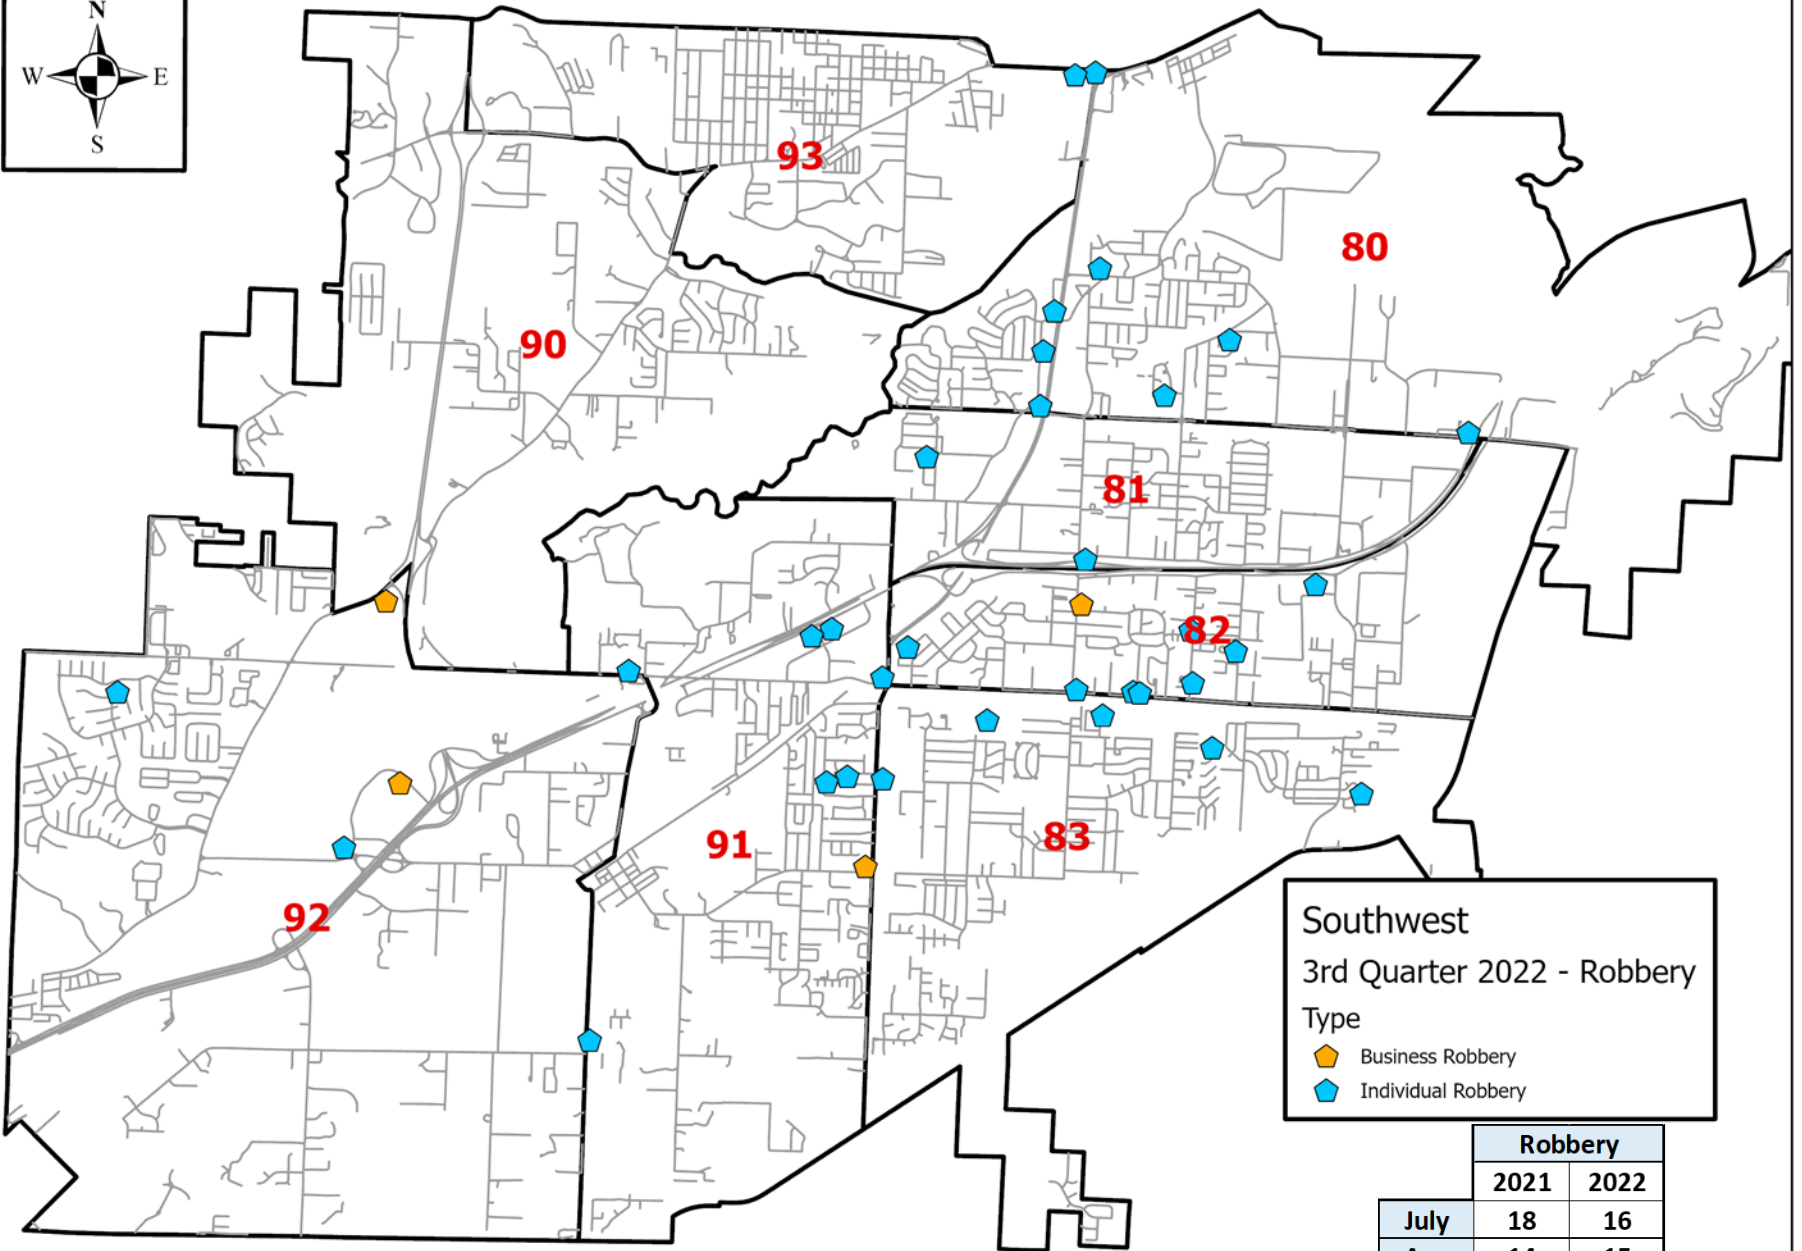 N
W E
S
93
80
90
81
82
91
83
92
Southwest
3rd Quarter 2022 - Robbery
Type
Business Robbery
Individual Robbery
Robbery
2021 2022
July 18 16